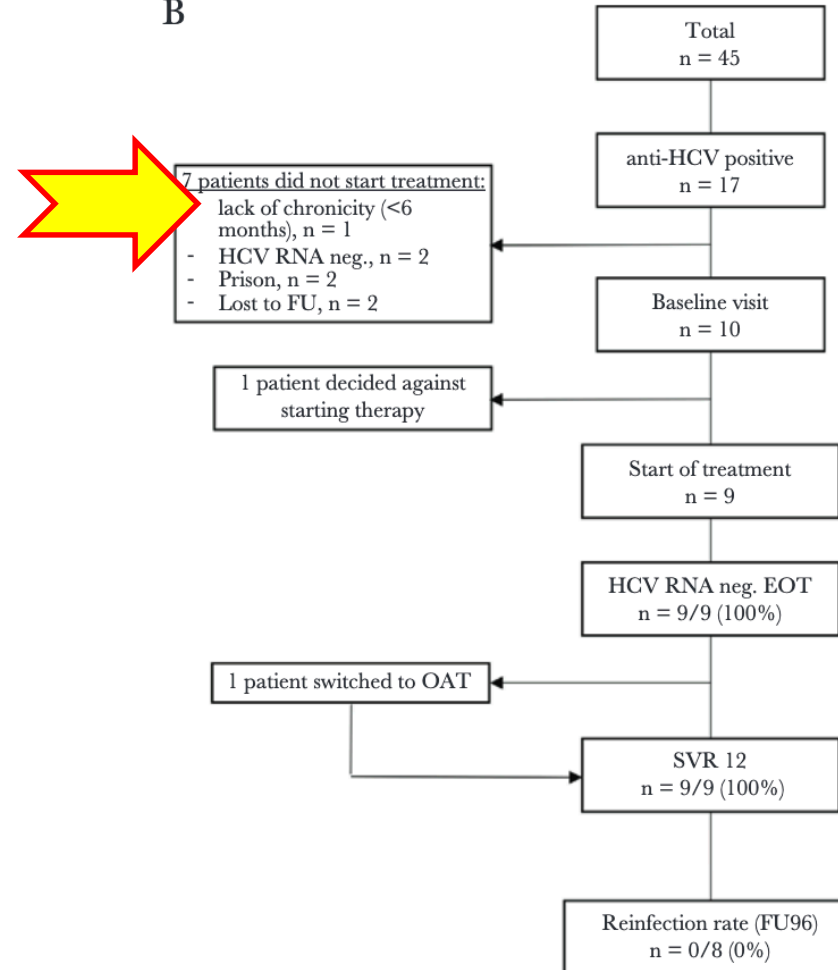 B
Total
n = 45
anti-HCV positive
n = 17
7 patients did not start treatment:
lack of chronicity (<6
months), n = 1
- HCV RNA neg., n = 2
- Prison, n = 2
- Lost to FU, n = 2
Baseline visit
n = 10
1 patient decided against
starting therapy
Start of treatment
n = 9
HCV RNA neg. EOT
n = 9/9 (100%)
1 patient switched to OAT
SVR 12
n = 9/9 (100%)
Reinfection rate (FU96)
n = 0/8 (0%)